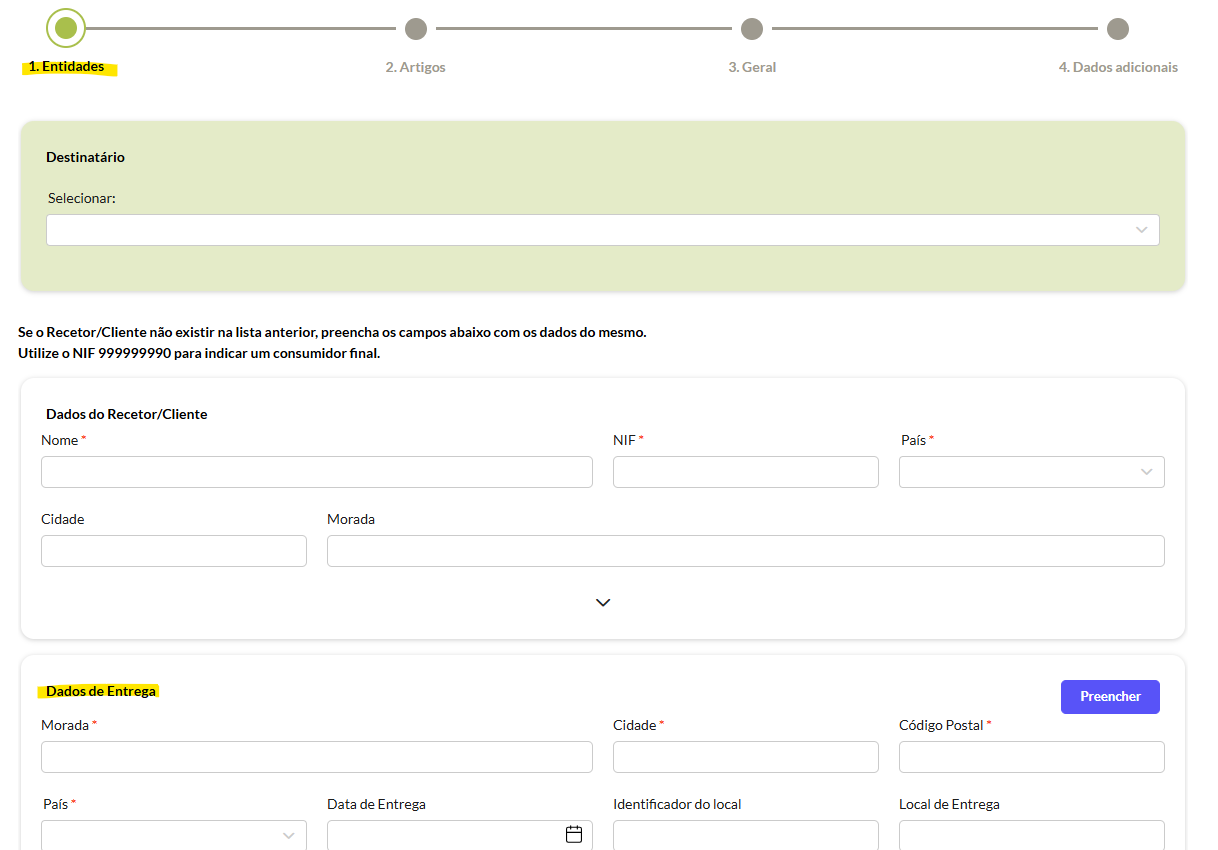 1. Entidades
2. Artigos
3. Geral
4. Dados adicionais
Destinatário
Selecionar:
Se o Recetor/Cliente não existir na lista anterior, preencha os campos abaixo com os dados do mesmo.
Utilize o NIF 999999990 para indicar um consumidor final.
Dados do Recetor/Cliente
Nome *
NIF *
País *
Cidade
Morada
Dados de Entrega
Preencher
Morada *
Cidade *
Código Postal *
País *
Data de Entrega
Identificador do local
Local de Entrega